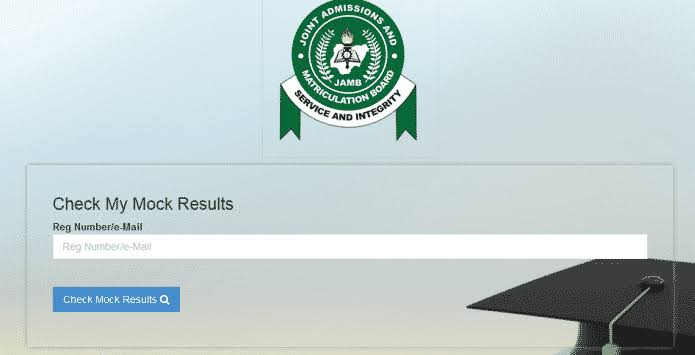 JOINT ADMISSIONS AND
MATRICULATION BOARD
JAMB
SERVICE AND INTEGRITY
Check My Mock Results
Reg Number/e-Mail
Reg Number/e-Mail
Check Mock Results